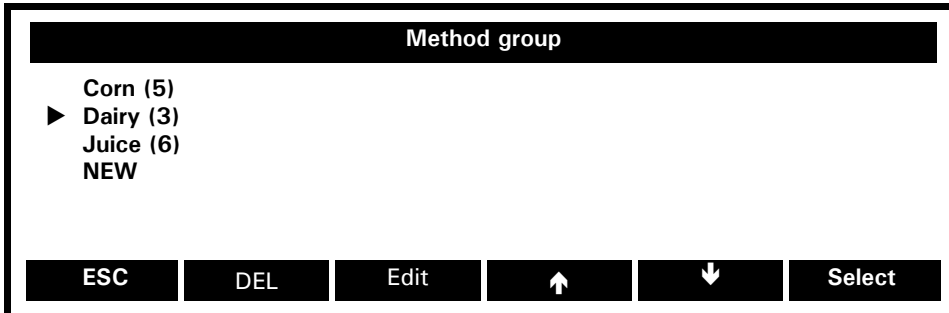 Method group
Corn (5)
▶ Dairy (3)
Juice (6)
NEW
ESC DEL Edit ↑ ↓ Select